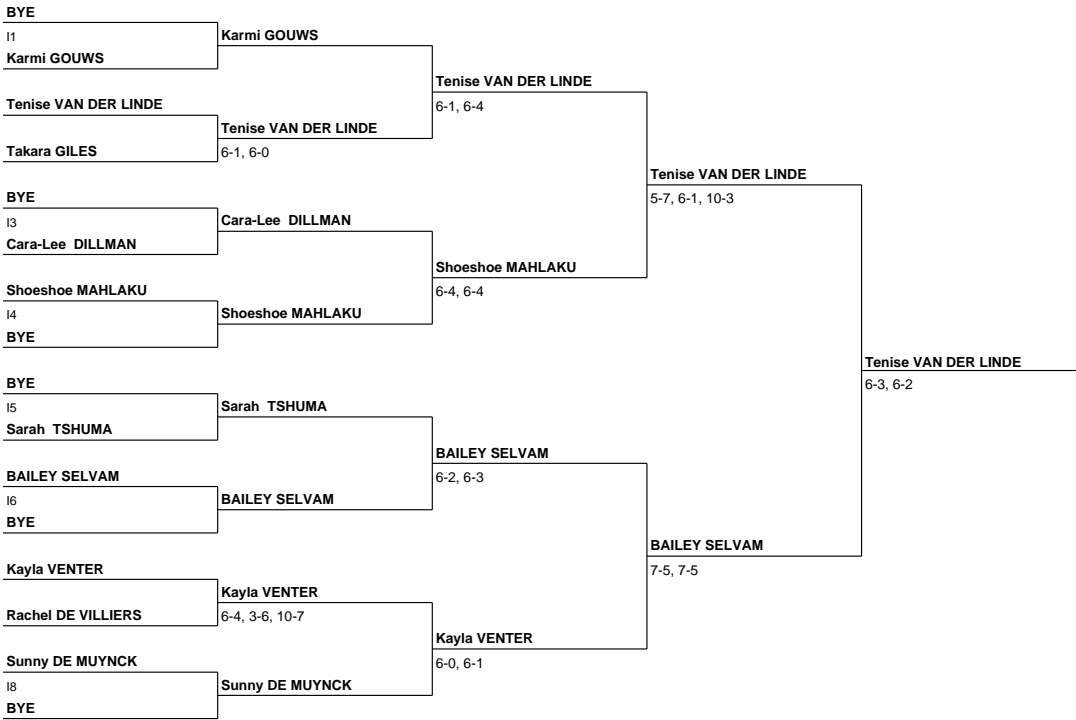 BYE
I1
Karmi GOUWS
Karmi GOUWS
Tenise VAN DER LINDE
Takara GILES
Tenise VAN DER LINDE
6-1, 6-0
Tenise VAN DER LINDE
6-1, 6-4
BYE
I3
Cara-Lee  DILLMAN
Cara-Lee  DILLMAN
Shoeshoe MAHLAKU
I4
BYE
Shoeshoe MAHLAKU
Shoeshoe MAHLAKU
6-4, 6-4
Tenise VAN DER LINDE
5-7, 6-1, 10-3
BYE
I5
Sarah  TSHUMA
Sarah  TSHUMA
BAILEY SELVAM
I6
BYE
BAILEY SELVAM
BAILEY SELVAM
6-2, 6-3
Kayla VENTER
Rachel DE VILLIERS
Kayla VENTER
6-4, 3-6, 10-7
Sunny DE MUYNCK
I8
BYE
Sunny DE MUYNCK
Kayla VENTER
6-0, 6-1
BAILEY SELVAM
7-5, 7-5
Tenise VAN DER LINDE
6-3, 6-2